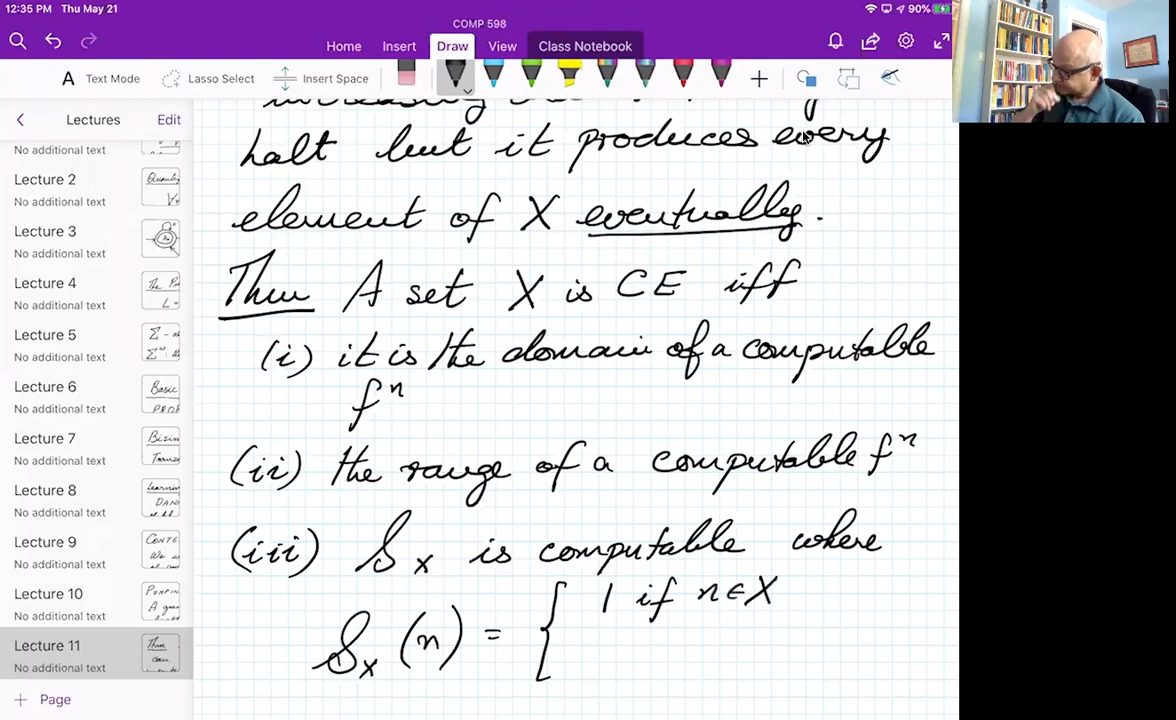 12:35 PM Thu May 21
90%
COMP 598
Home Insert Draw View Class Notebook
A Text Mode Lasso Select Insert Space
Lectures Edit
No additional text
Lecture 2
No additional text
Lecture 3
No additional text
Lecture 4
No additional text
Lecture 5
No additional text
Lecture 6
No additional text
Lecture 7
No additional text
Lecture 8
No additional text
Lecture 9
No additional text
Lecture 10
No additional text
Lecture 11
No additional text
+ Page
increasing
halt but it produces every
element of X eventually.
Thm A set X is CE iff
(i) it is the domain of a computable
fⁿ
(ii) the range of a computable fⁿ
(iii) Sₓ is computable where
Sₓ(n) = { 1 if n ∈ X